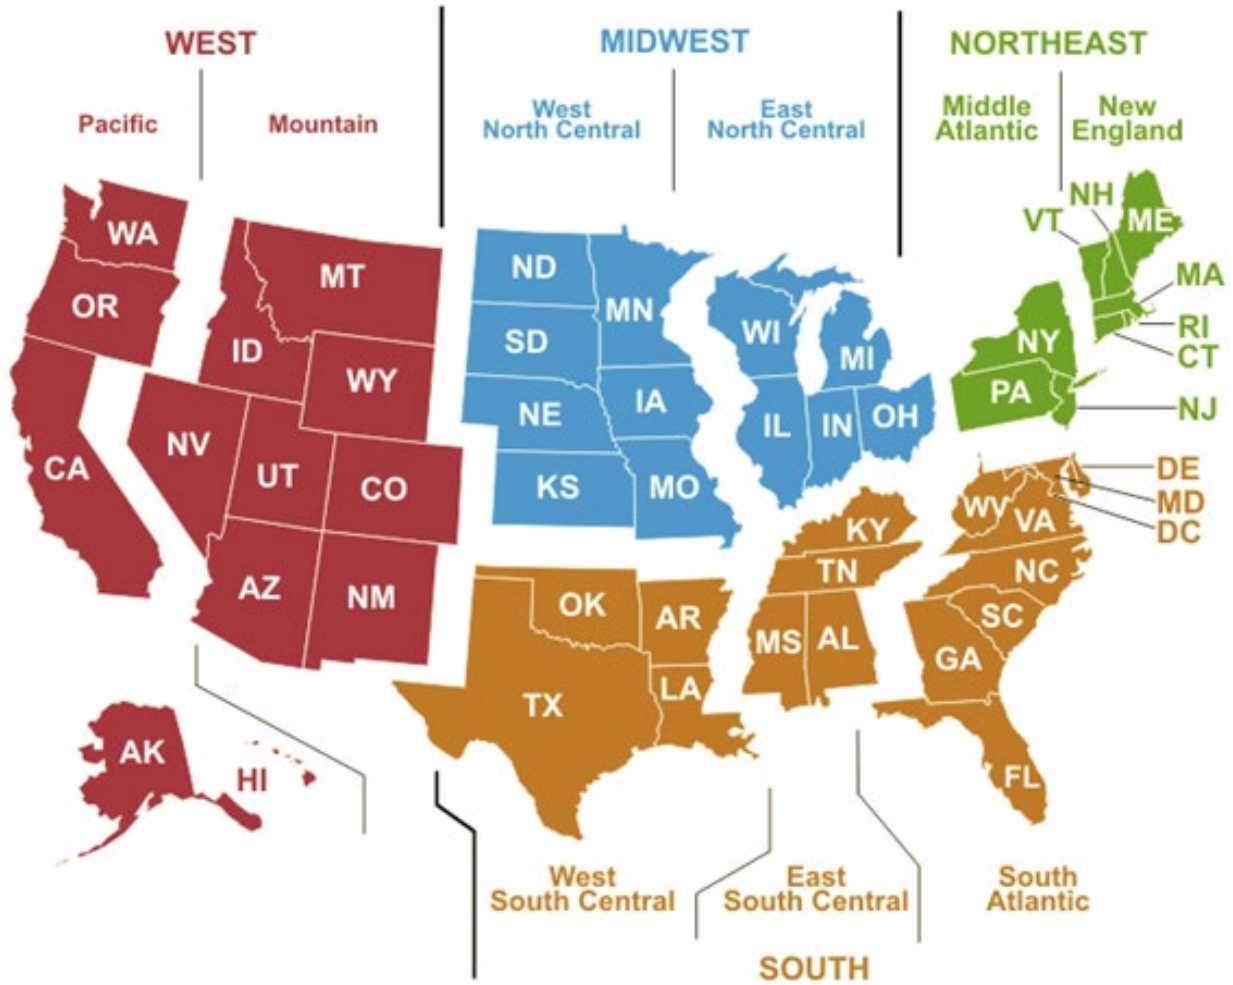 WEST
MIDWEST
NORTHEAST
Pacific
Mountain
West
North Central
East
North Central
Middle
Atlantic
New
England
WA
OR
CA
MT
ID
WY
NV
UT
CO
AZ
NM
AK
HI
ND
SD
NE
KS
MN
IA
MO
WI
MI
IL
IN
OH
NH
VT
ME
MA
RI
CT
NY
PA
NJ
DE
MD
DC
WV
VA
KY
TN
NC
SC
GA
FL
OK
AR
MS
AL
LA
TX
West
South Central
East
South Central
South
Atlantic
SOUTH